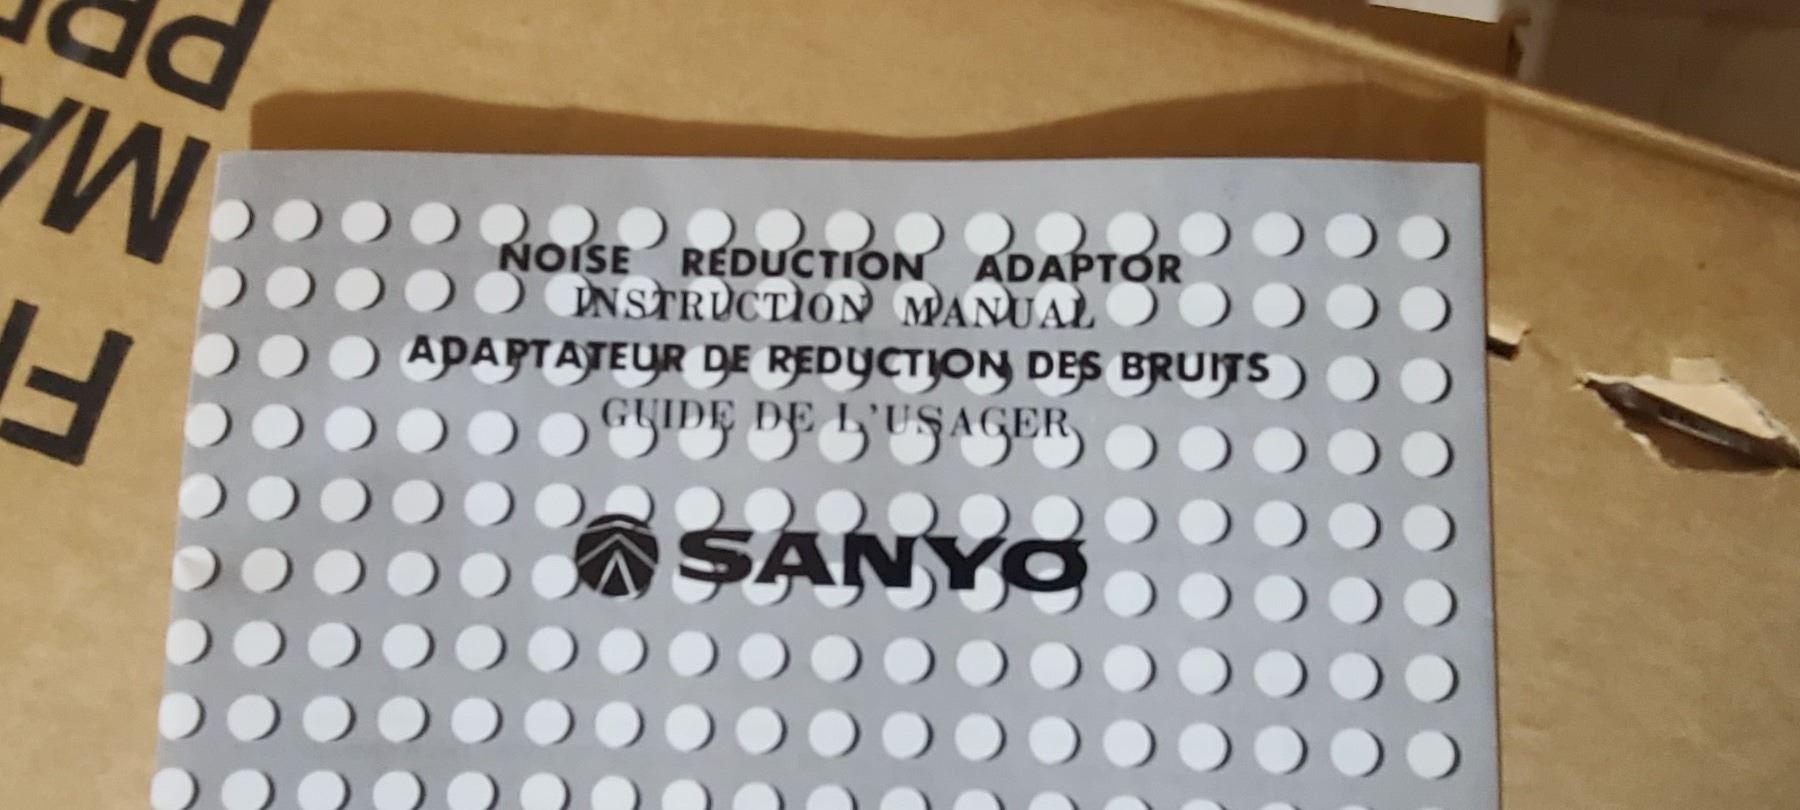 NOISE REDUCTION ADAPTOR
INSTRUCTION MANUAL
ADAPTATEUR DE REDUCTION DES BRUITS
GUIDE DE L'USAGER
SANYO